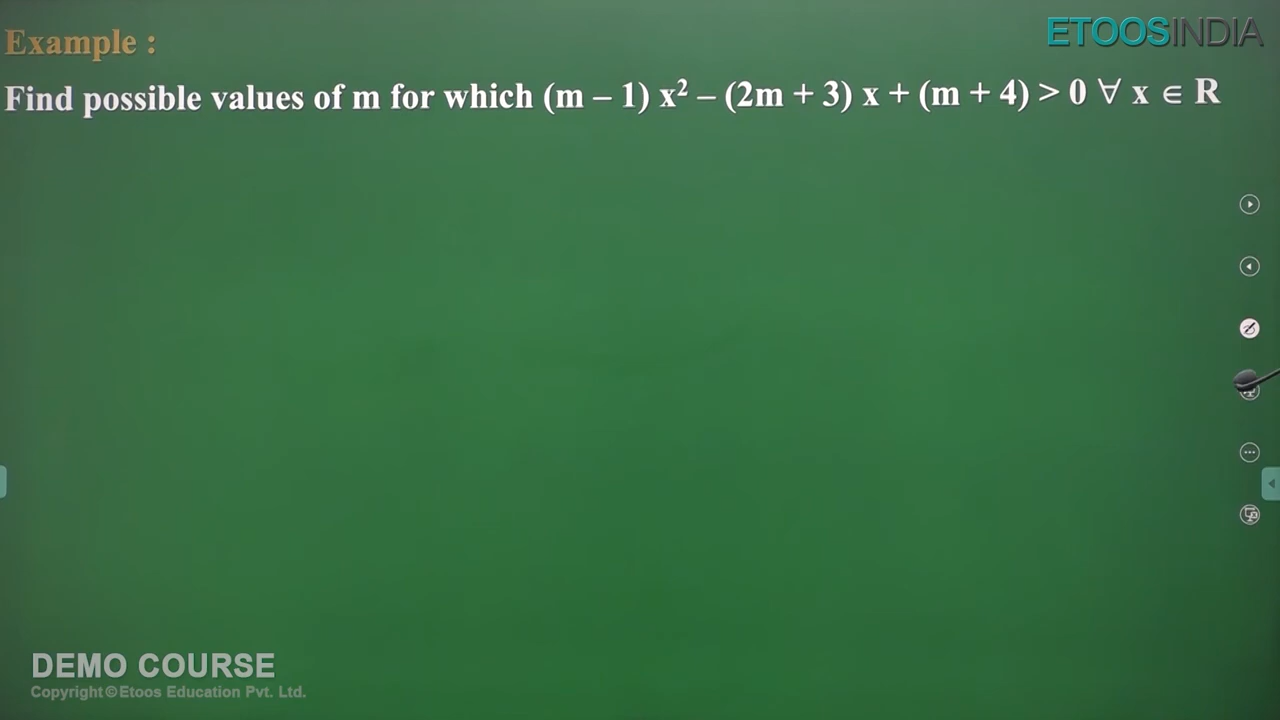 Example :
ETOOSINDIA
Find possible values of m for which (m – 1) x² – (2m + 3) x + (m + 4) > 0 ∀ x ∈ R
DEMO COURSE
Copyright©Etoos Education Pvt. Ltd.